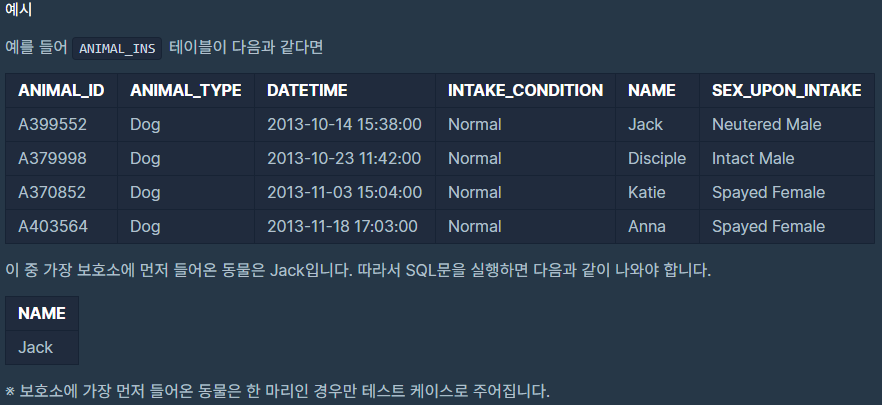 예시
예를 들어 ANIMAL_INS 테이블이 다음과 같다면
ANIMAL_ID ANIMAL_TYPE DATETIME INTAKE_CONDITION NAME SEX_UPON_INTAKE
A399552 Dog 2013-10-14 15:38:00 Normal Jack Neutered Male
A379998 Dog 2013-10-23 11:42:00 Normal Disciple Intact Male
A370852 Dog 2013-11-03 15:04:00 Normal Katie Spayed Female
A403564 Dog 2013-11-18 17:03:00 Normal Anna Spayed Female
이 중 가장 보호소에 먼저 들어온 동물은 Jack입니다. 따라서 SQL문을 실행하면 다음과 같이 나와야 합니다.
NAME
Jack
※ 보호소에 가장 먼저 들어온 동물은 한 마리인 경우만 테스트 케이스로 주어집니다.